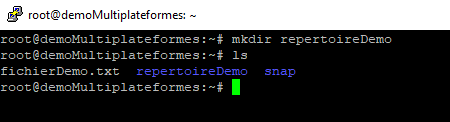 root@demoMultiplateformes: ~
root@demoMultiplateformes:~# mkdir repertoireDemo
root@demoMultiplateformes:~# ls
fichierDemo.txt  repertoireDemo  snap
root@demoMultiplateformes:~#